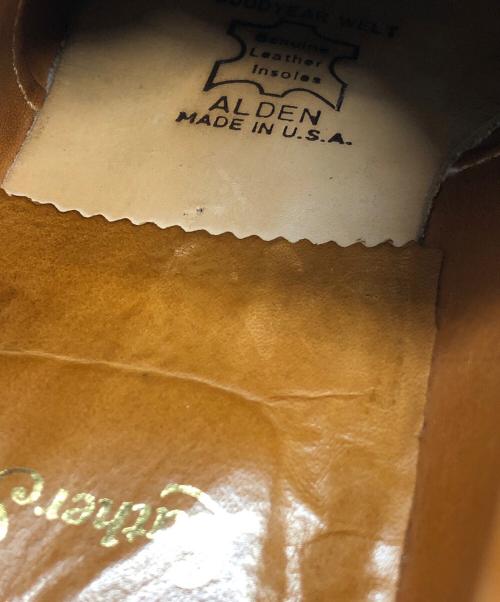 GOODYEAR WELT
Genuine
Leather
Insoles
ALDEN
MADE IN U.S.A.